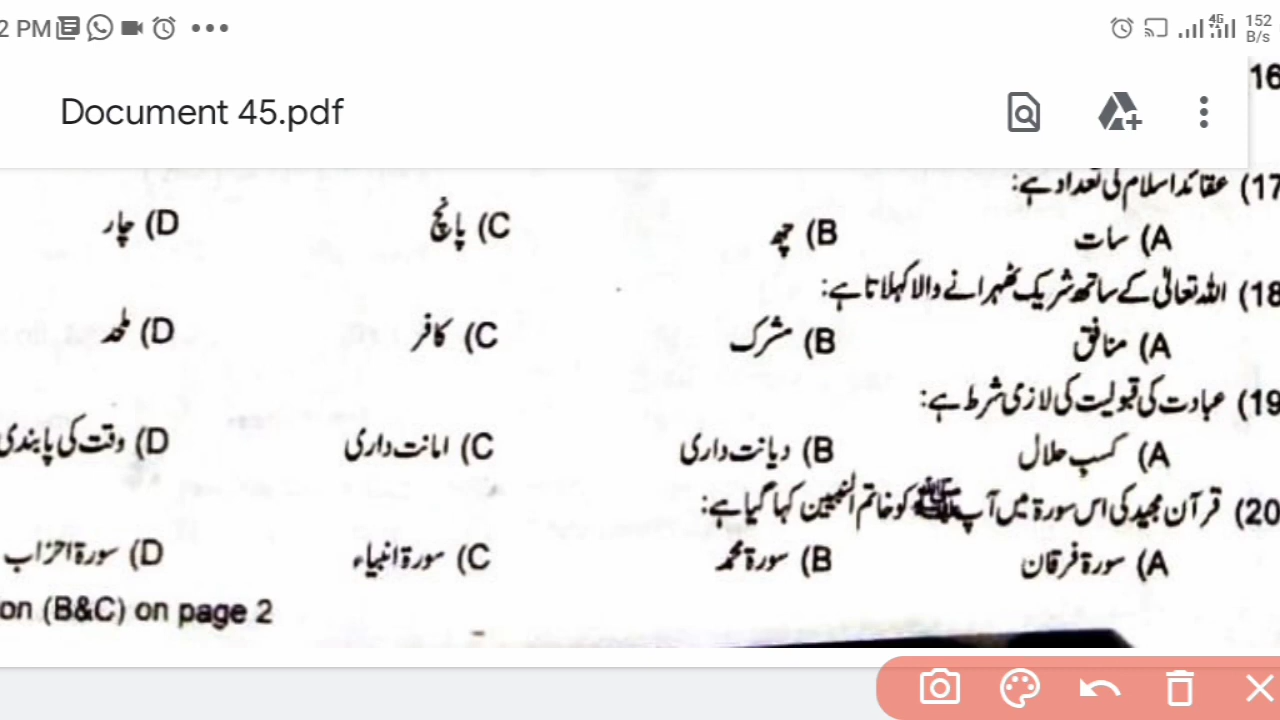 2 PM
4G 152 B/s
16
Document 45.pdf
17) عقائد اسلام کی تعداد ہے:
A) سات B) چھ C) پانچ D) چار
18) اللہ تعالیٰ کے ساتھ شریک ٹھہرانے والا کہلاتا ہے:
A) منافق B) مشرک C) کافر D) ملحد
19) عبادت کی قبولیت کی لازمی شرط ہے:
A) کسبِ حلال B) دیانت داری C) امانت داری D) وقت کی پابندی
20) قرآن مجید کی اس سورۃ میں آپ ﷺ کو خاتم النبیین کہا گیا ہے:
A) سورۃ فرقان B) سورۃ محمد C) سورۃ انبیاء D) سورۃ احزاب
on (B&C) on page 2